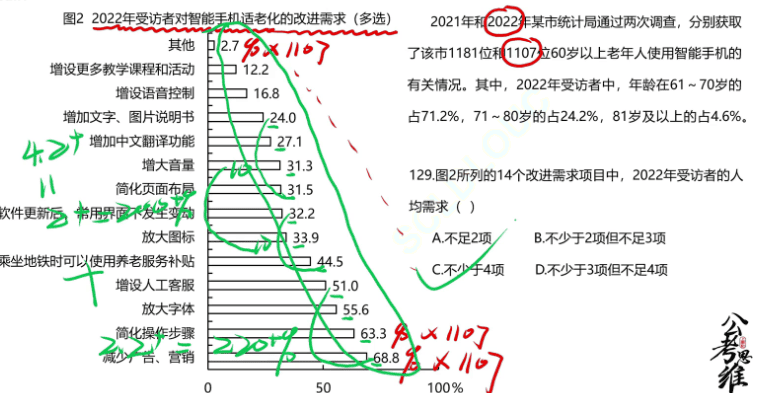 图2 2022年受访者对智能手机适老化的改进需求（多选）
其他 2.7 % × 1107
增设更多教学课程和活动 12.2
增设语音控制 16.8
增加文字、图片说明书 24.0
增加中文翻译功能 27.1
增大音量 31.3
简化页面布局 31.5
软件更新后，常用界面不发生变动 32.2
放大图标 33.9
乘坐地铁时可以使用养老服务补贴 44.5
增设人工客服 51.0
放大字体 55.6
简化操作步骤 63.3 % × 1107
减少广告、营销 68.8 % × 1107
0 50 100%
4.2+
10
10
2.2+ = 220+%
2021年和2022年某市统计局通过两次调查，分别获取
了该市1181位和1107位60岁以上老年人使用智能手机的
有关情况。其中，2022年受访者中，年龄在61～70岁的
占71.2%，71～80岁的占24.2%，81岁及以上的占4.6%。
129.图2所列的14个改进需求项目中，2022年受访者的人
均需求（ ）
A.不足2项 B.不少于2项但不足3项
C.不少于4项 D.不少于3项但不足4项
公考思维